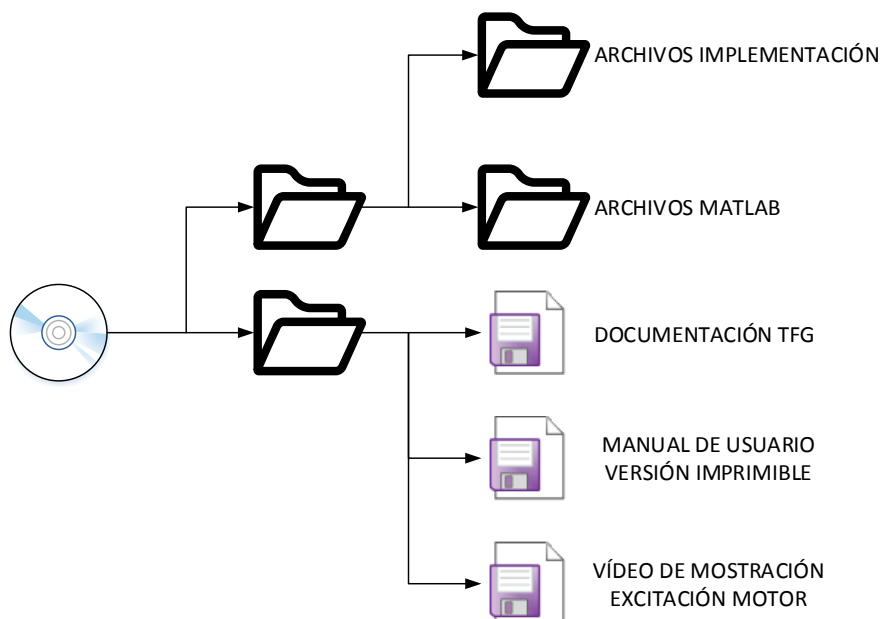 ARCHIVOS IMPLEMENTACIÓN
ARCHIVOS MATLAB
DOCUMENTACIÓN TFG
MANUAL DE USUARIO
VERSIÓN IMPRIMIBLE
VÍDEO DE MOSTRACIÓN
EXCITACIÓN MOTOR